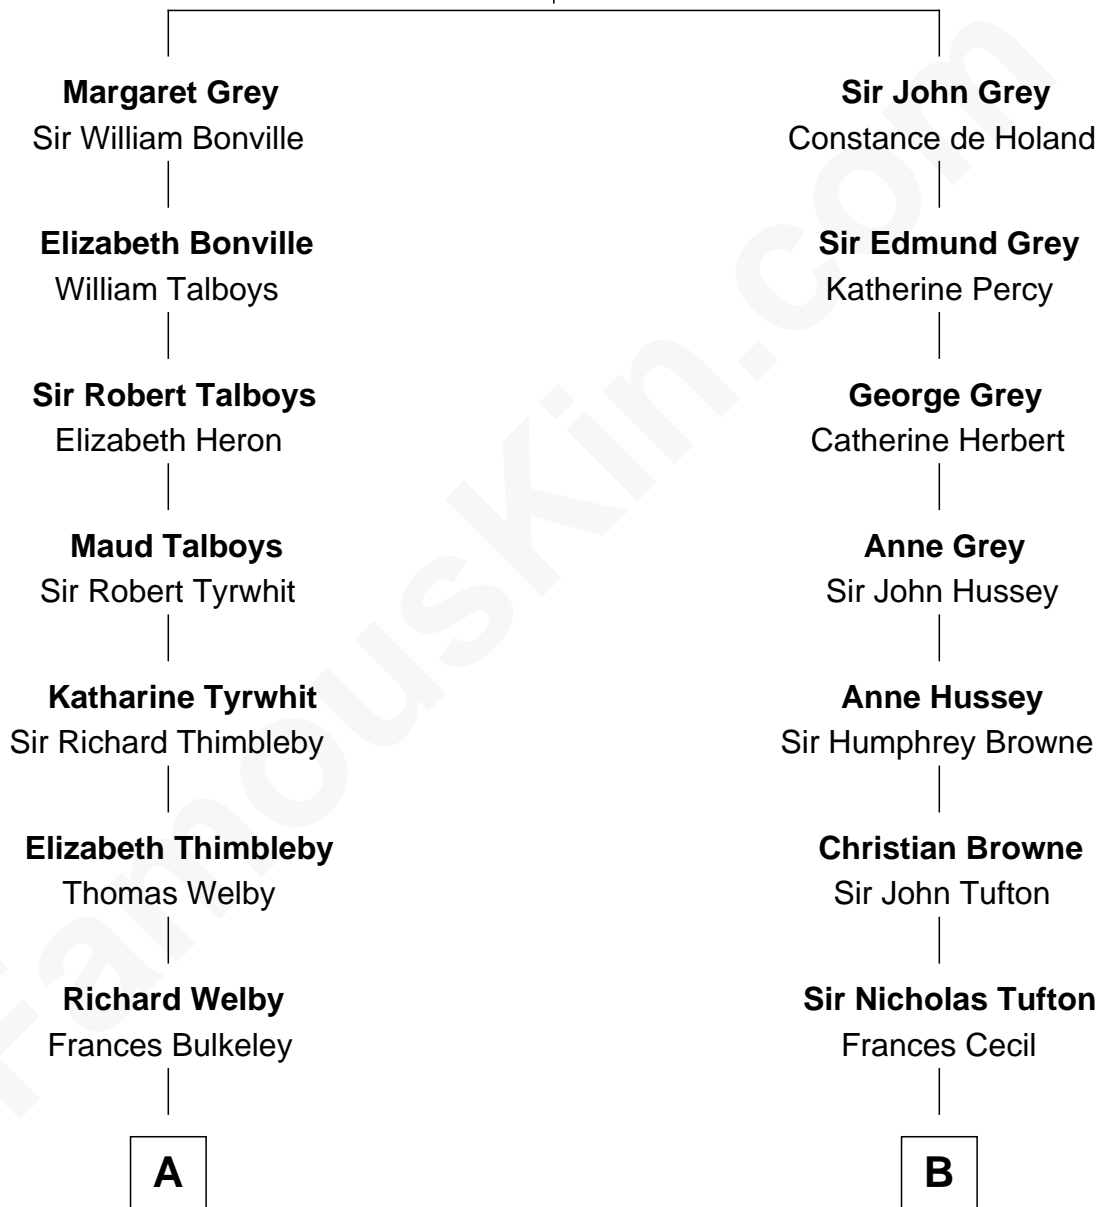 Margaret Grey
Sir William Bonville
Elizabeth Bonville
William Talboys
Sir Robert Talboys
Elizabeth Heron
Maud Talboys
Sir Robert Tyrwhit
Katharine Tyrwhit
Sir Richard Thimbleby
Elizabeth Thimbleby
Thomas Welby
Richard Welby
Frances Bulkeley
A
Sir John Grey
Constance de Holand
Sir Edmund Grey
Katherine Percy
George Grey
Catherine Herbert
Anne Grey
Sir John Hussey
Anne Hussey
Sir Humphrey Browne
Christian Browne
Sir John Tufton
Sir Nicholas Tufton
Frances Cecil
B
FamousKin.com